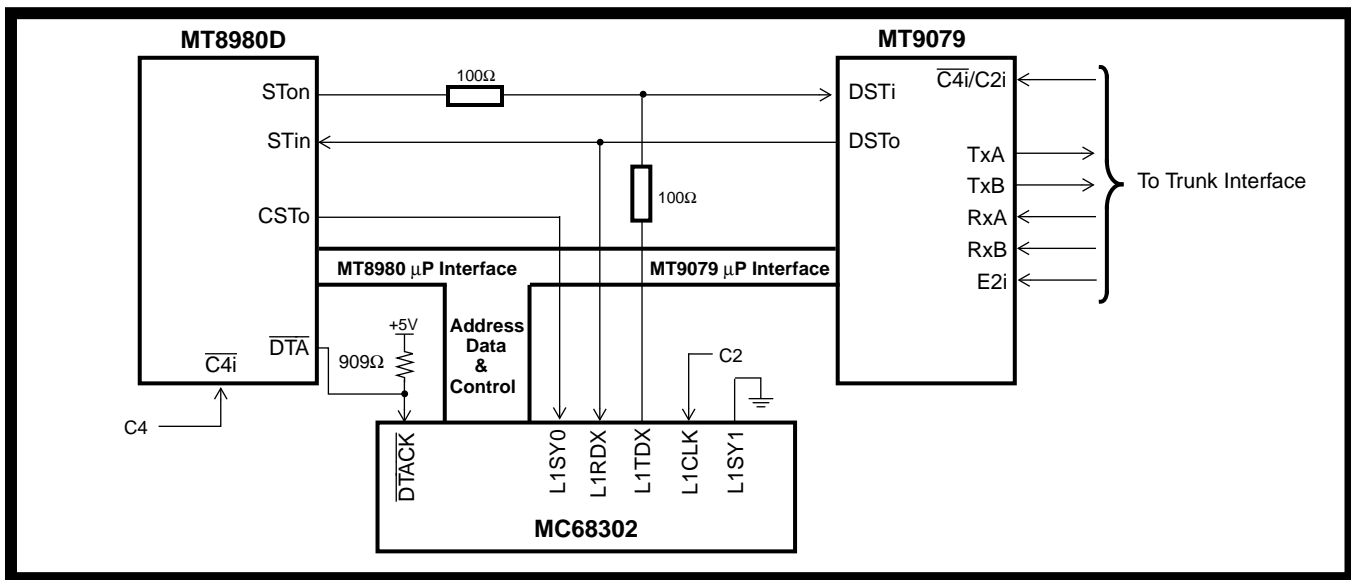 MT8980D
MT9079
STon
100Ω
DSTi
C4i/C2i
STin
DSTo
TxA
TxB
To Trunk Interface
100Ω
CSTo
RxA
RxB
E2i
MT8980 μP Interface
MT9079 μP Interface
+5V
Address
Data
&
Control
DTA
909Ω
C4i
C2
C4
DTACK
L1SY0
L1RDX
L1TDX
L1CLK
L1SY1
MC68302